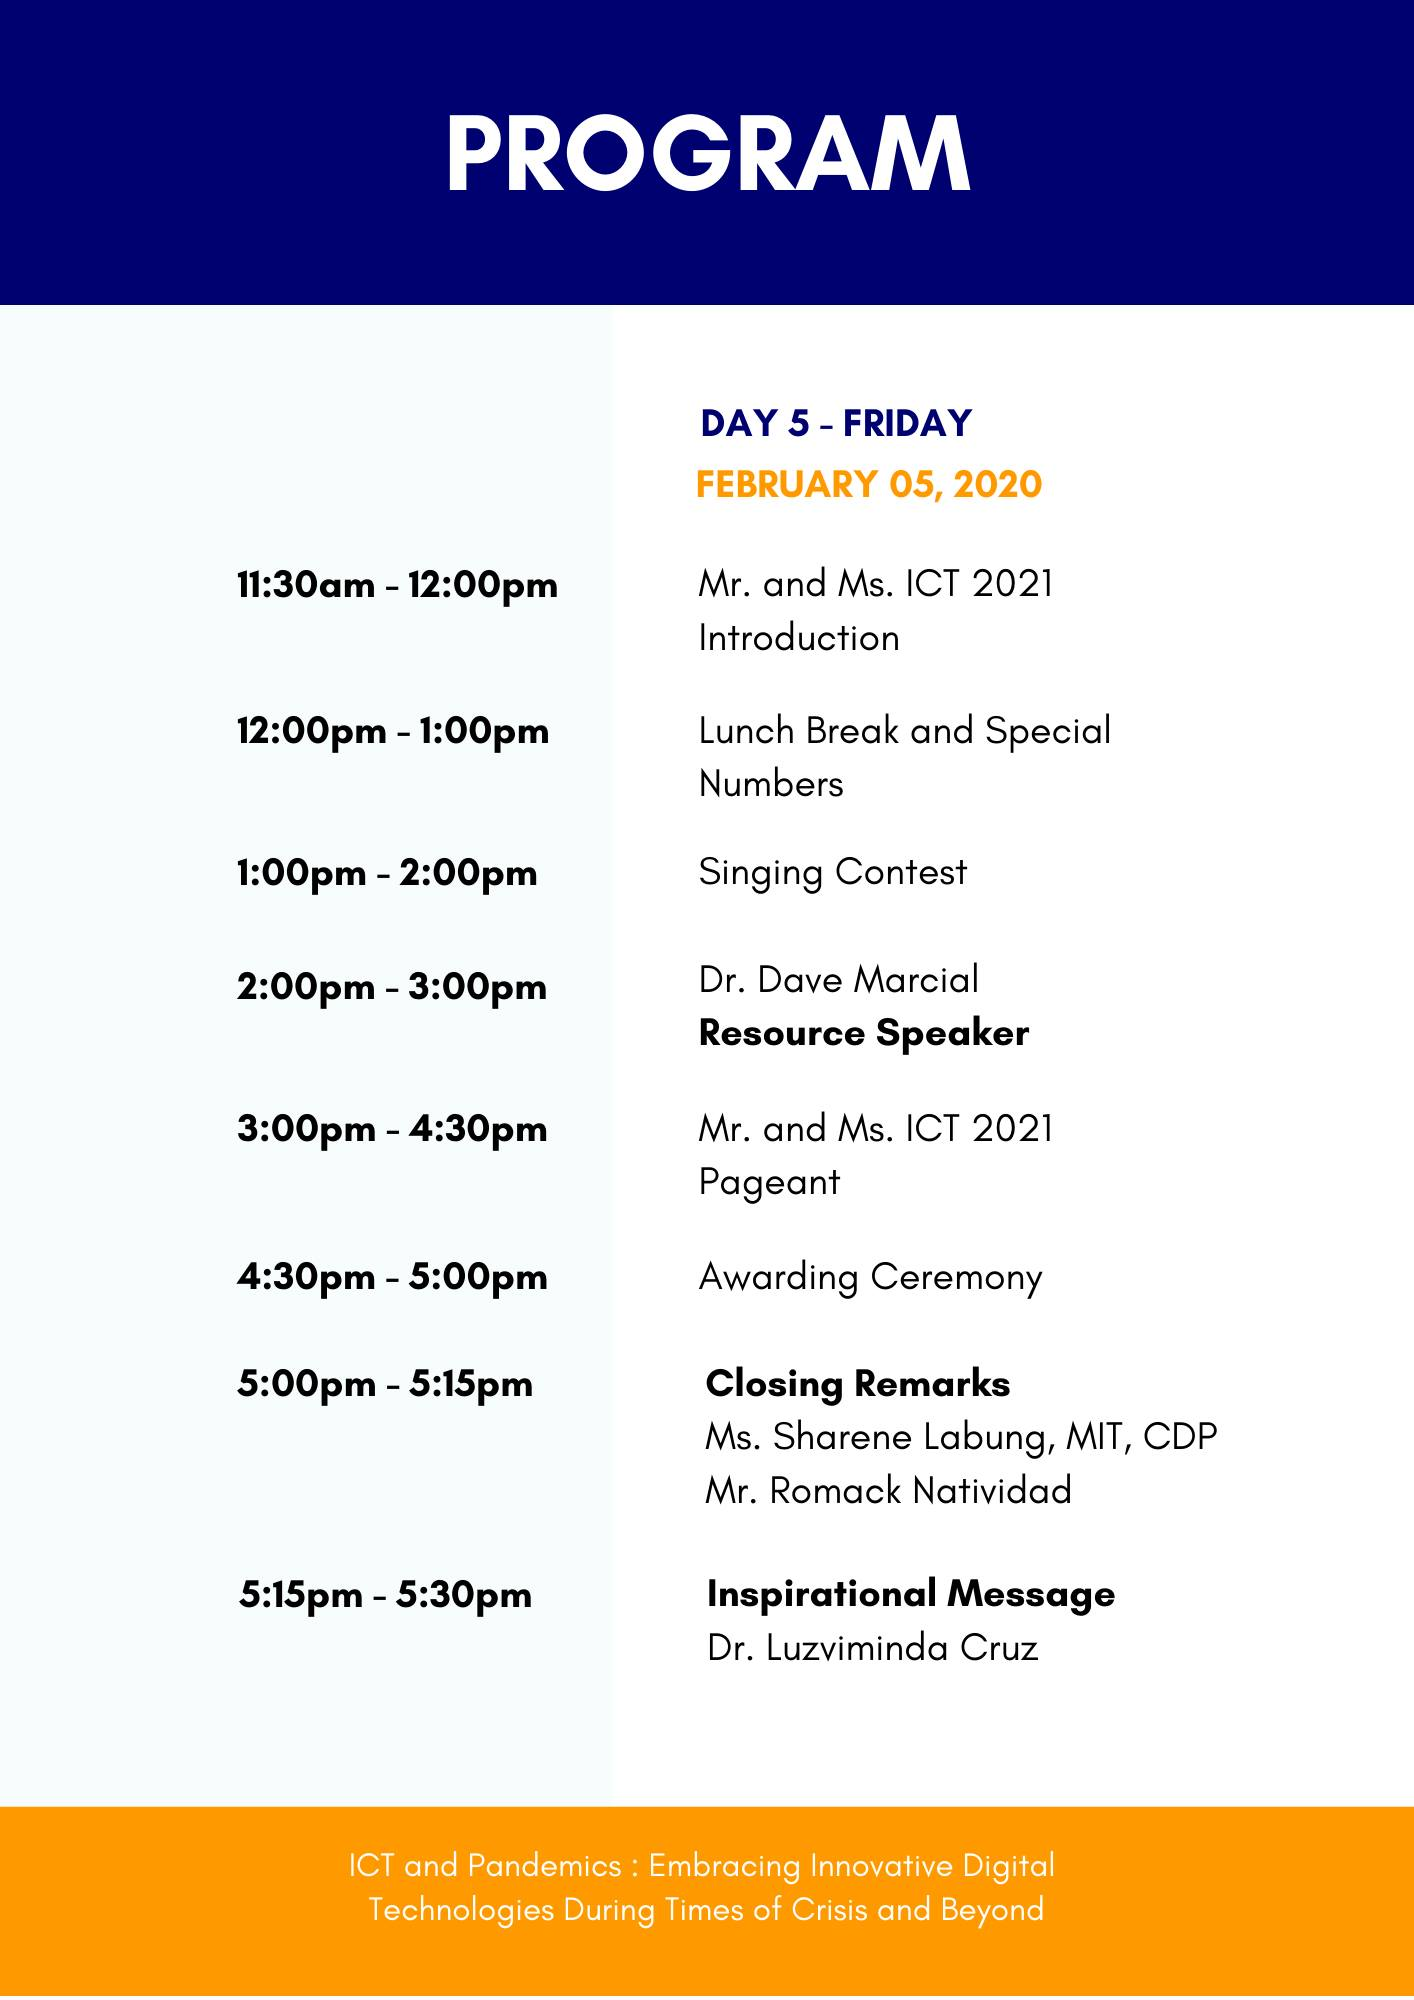 PROGRAM
DAY 5 - FRIDAY
FEBRUARY 05, 2020
11:30am - 12:00pm
Mr. and Ms. ICT 2021
Introduction
12:00pm - 1:00pm
Lunch Break and Special
Numbers
1:00pm - 2:00pm
Singing Contest
2:00pm - 3:00pm
Dr. Dave Marcial
Resource Speaker
3:00pm - 4:30pm
Mr. and Ms. ICT 2021
Pageant
4:30pm - 5:00pm
Awarding Ceremony
5:00pm - 5:15pm
Closing Remarks
Ms. Sharene Labung, MIT, CDP
Mr. Romack Natividad
5:15pm - 5:30pm
Inspirational Message
Dr. Luzviminda Cruz
ICT and Pandemics : Embracing Innovative Digital
Technologies During Times of Crisis and Beyond